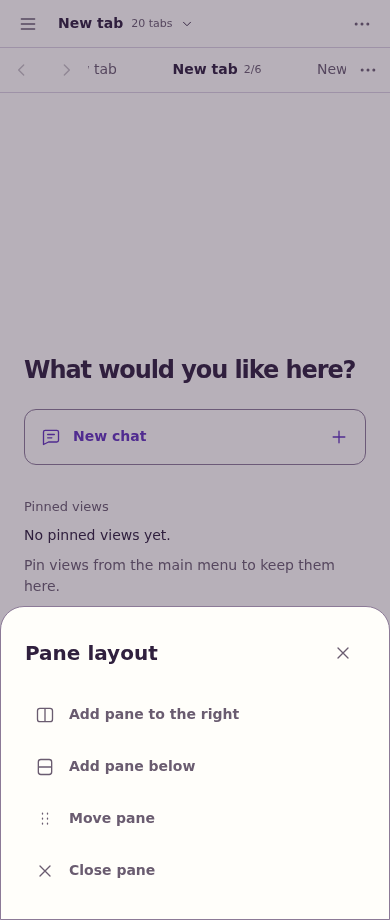 New tab 20 tabs
tab New tab 2/6 New
What would you like here?
New chat
Pinned views
No pinned views yet.
Pin views from the main menu to keep them
here.
Pane layout
Add pane to the right
Add pane below
Move pane
Close pane